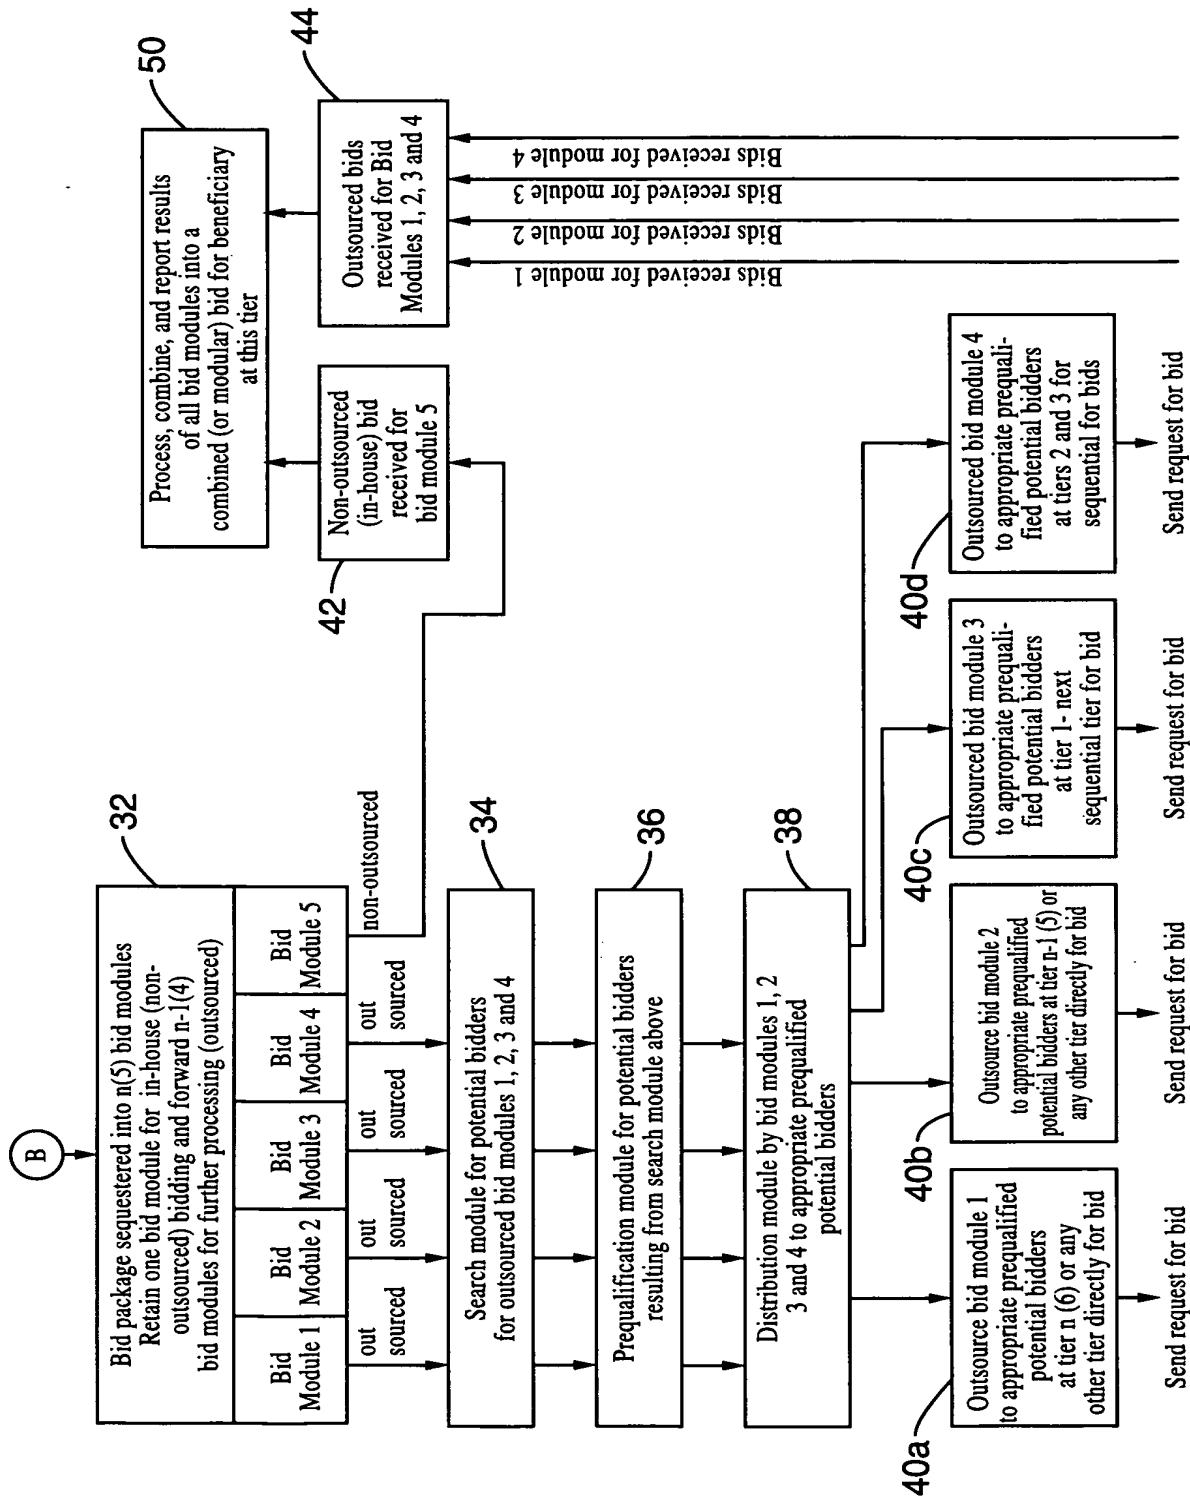 B
32
Bid package sequestered into n(5) bid modules
Retain one bid module for in-house (non-
outsourced) bidding and forward n-1(4)
bid modules for further processing (outsourced)
Bid
Module 1
Bid
Module 2
Bid
Module 3
Bid
Module 4
Bid
Module 5
out
sourced
out
sourced
out
sourced
out
sourced
non-outsourced
34
Search module for potential bidders
for outsourced bid modules 1, 2, 3 and 4
36
Prequalification module for potential bidders
resulting from search module above
38
Distribution module by bid modules 1, 2
3 and 4 to appropriate prequalified
potential bidders
40a
Outsource bid module 1
to appropriate prequalified
potential bidders
at tier n (6) or any
other tier directly for bid
Send request for bid
40b
Outsource bid module 2
to appropriate prequalified
potential bidders at tier n-1 (5) or
any other tier directly for bid
Send request for bid
40c
Outsourced bid module 3
to appropriate prequali-
fied potential bidders
at tier 1- next
sequential tier for bid
Send request for bid
40d
Outsourced bid module 4
to appropriate prequali-
fied potential bidders
at tiers 2 and 3 for
sequential for bids
Send request for bid
42
Non-outsourced
(in-house) bid
received for
bid module 5
44
Outsourced bids
received for Bid
Modules 1, 2, 3 and 4
Bids received for module 1
Bids received for module 2
Bids received for module 3
Bids received for module 4
50
Process, combine, and report results
of all bid modules into a
combined (or modular) bid for beneficiary
at this tier